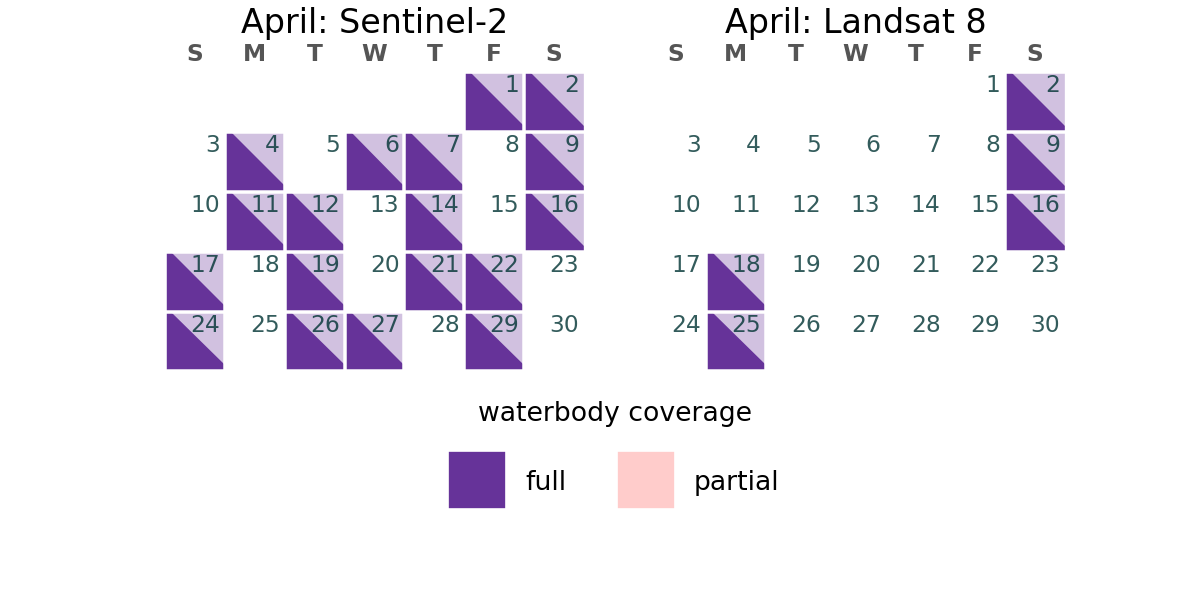 April: Sentinel-2
S M T W T F S
1 2
3 4 5 6 7 8 9
10 11 12 13 14 15 16
17 18 19 20 21 22 23
24 25 26 27 28 29 30
April: Landsat 8
S M T W T F S
1 2
3 4 5 6 7 8 9
10 11 12 13 14 15 16
17 18 19 20 21 22 23
24 25 26 27 28 29 30
waterbody coverage
full partial